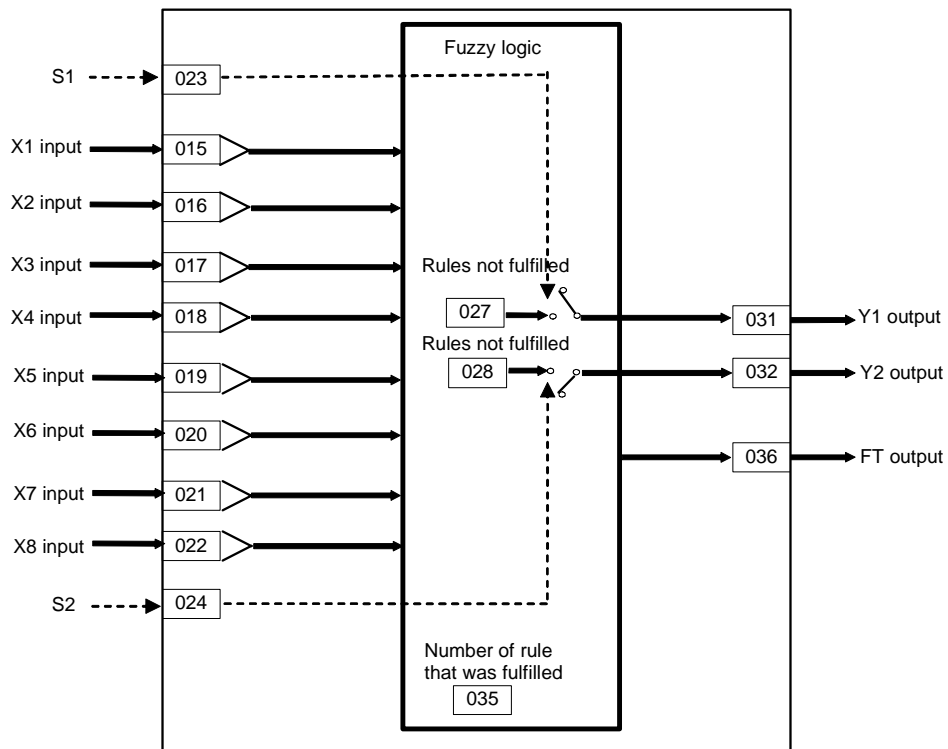 Fuzzy logic
S1
023
X1 input
015
X2 input
016
X3 input
017
Rules not fulfilled
X4 input
018
027
031
Y1 output
Rules not fulfilled
X5 input
019
028
032
Y2 output
X6 input
020
036
FT output
X7 input
021
X8 input
022
S2
024
Number of rule
that was fulfilled
035